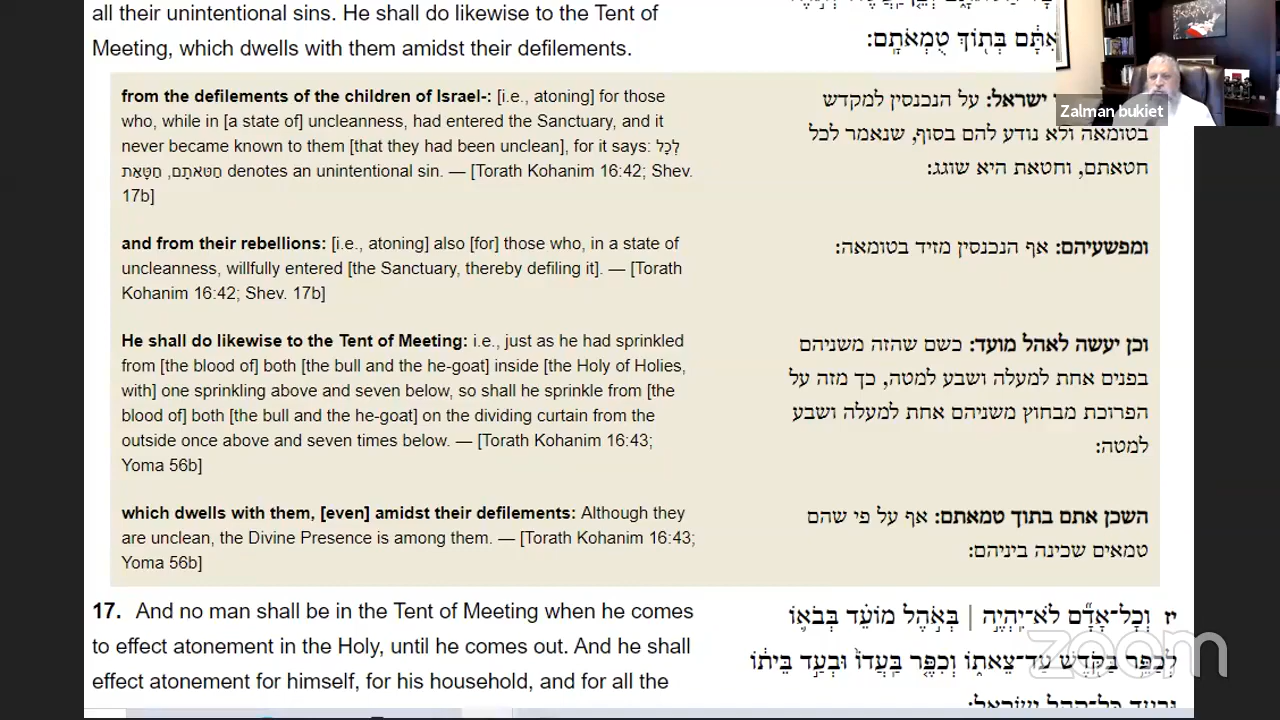 all their unintentional sins. He shall do likewise to the Tent of
Meeting, which dwells with them amidst their defilements.
אִתָּ֔ם בְּת֖וֹךְ טֻמְאֹתָֽם:
from the defilements of the children of Israel-: [i.e., atoning] for those
who, while in [a state of] uncleanness, had entered the Sanctuary, and it
never became known to them [that they had been unclean], for it says: לְכָל
חַטֹּאתָם, חַטָּאת denotes an unintentional sin. — [Torath Kohanim 16:42; Shev.
17b]
ישראל: על הנכנסין למקדש
בטומאה ולא נודע להם בסוף, שנאמר לכל
חטאתם, וחטאת היא שוגג:
and from their rebellions: [i.e., atoning] also [for] those who, in a state of
uncleanness, willfully entered [the Sanctuary, thereby defiling it]. — [Torath
Kohanim 16:42; Shev. 17b]
ומפשעיהם: אף הנכנסין מזיד בטומאה:
He shall do likewise to the Tent of Meeting: i.e., just as he had sprinkled
from [the blood of] both [the bull and the he-goat] inside [the Holy of Holies,
with] one sprinkling above and seven below, so shall he sprinkle from [the
blood of] both [the bull and the he-goat] on the dividing curtain from the
outside once above and seven times below. — [Torath Kohanim 16:43;
Yoma 56b]
וכן יעשה לאהל מועד: כשם שהזה משניהם
בפנים אחת למעלה ושבע למטה, כך מזה על
הפרוכת מבחוץ משניהם אחת למעלה ושבע
למטה:
which dwells with them, [even] amidst their defilements: Although they
are unclean, the Divine Presence is among them. — [Torath Kohanim 16:43;
Yoma 56b]
השכן אתם בתוך טמאתם: אף על פי שהם
טמאים שכינה ביניהם:
17. And no man shall be in the Tent of Meeting when he comes
to effect atonement in the Holy, until he comes out. And he shall
effect atonement for himself, for his household, and for all the
יז וְכָל־אָדָ֞ם לֹא־יִֽהְיֶ֣ה | בְּאֹ֣הֶל מוֹעֵ֗ד בְּבֹא֛וֹ
לְכַפֵּ֥ר בַּקֹּ֖דֶשׁ עַד־צֵאת֑וֹ וְכִפֶּ֤ר בַּֽעֲדוֹ֙ וּבְעַ֣ד בֵּית֔וֹ
Zalman bukiet
zoom